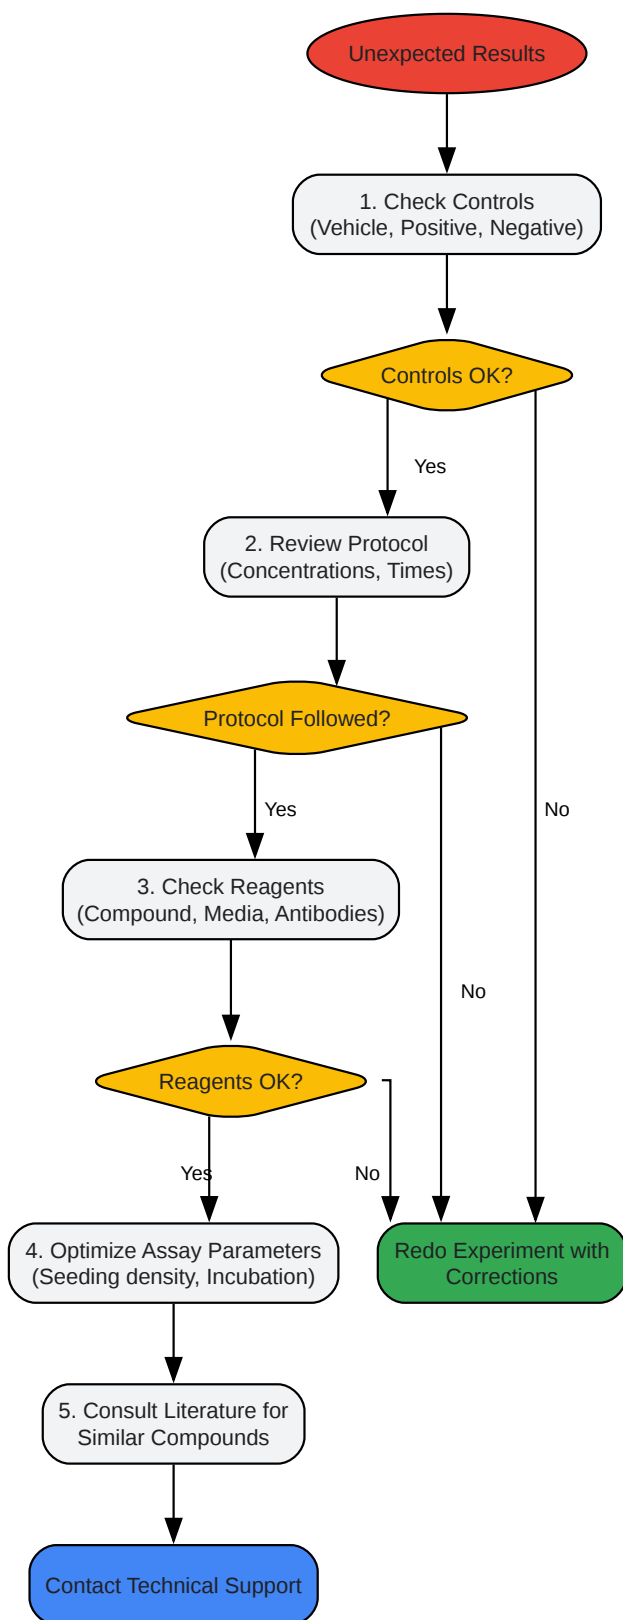 Unexpected Results
1. Check Controls
(Vehicle, Positive, Negative)
Controls OK?
Yes
2. Review Protocol
(Concentrations, Times)
Protocol Followed?
Yes
No
3. Check Reagents
(Compound, Media, Antibodies)
No
Reagents OK?
Yes
No
4. Optimize Assay Parameters
(Seeding density, Incubation)
Redo Experiment with
Corrections
5. Consult Literature for
Similar Compounds
Contact Technical Support